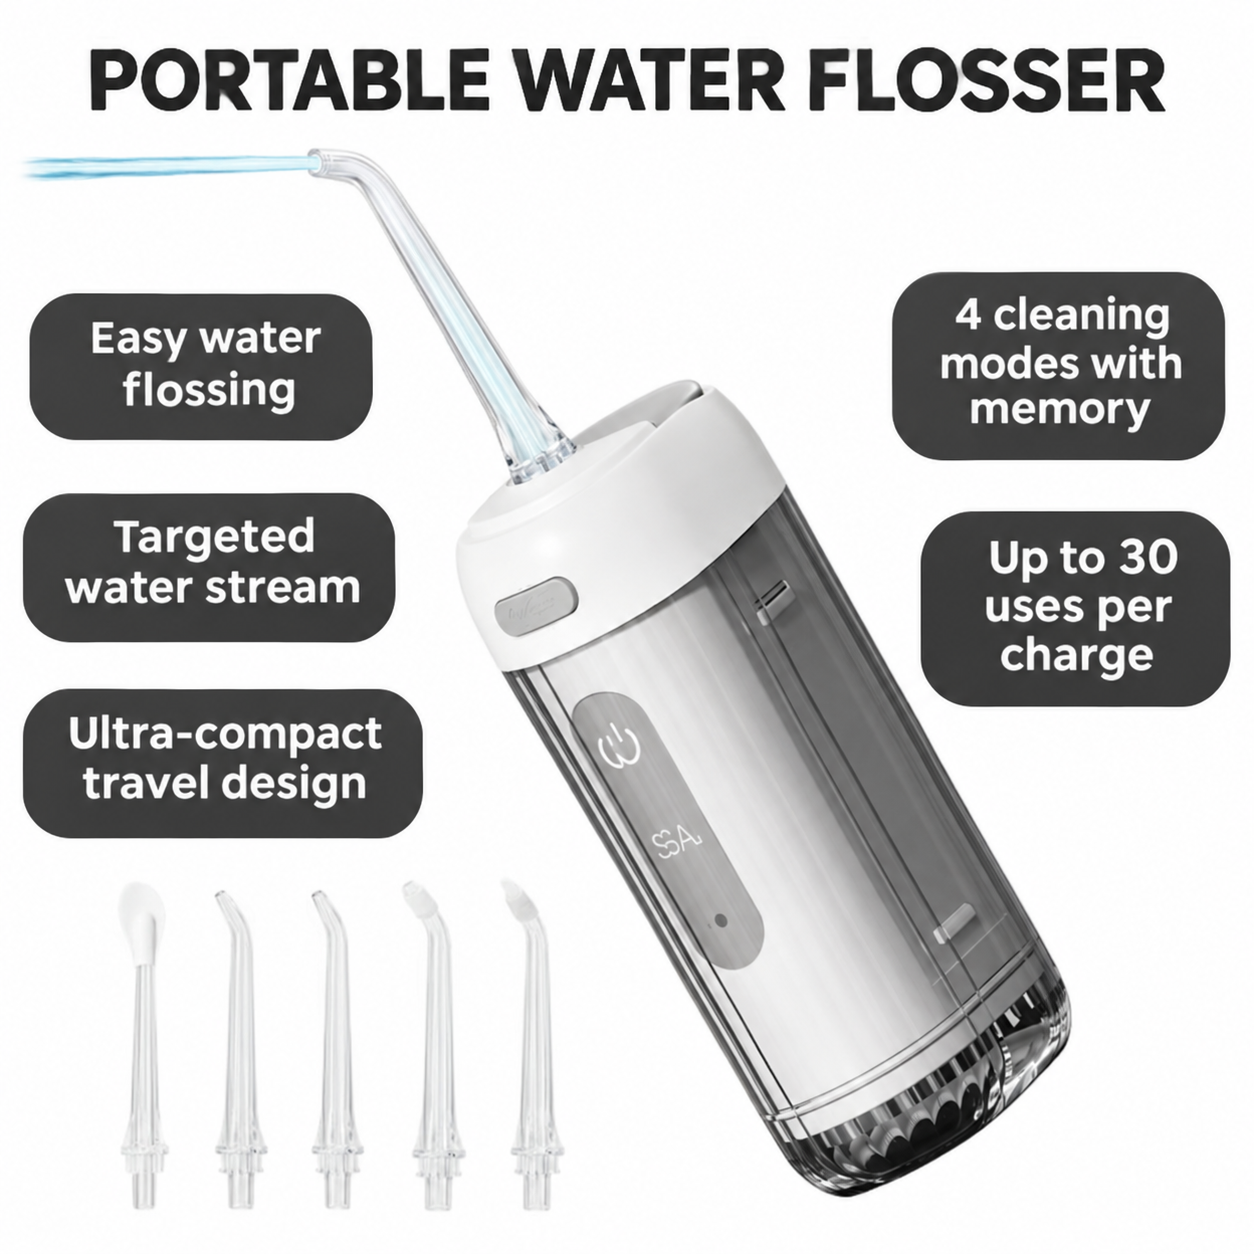 PORTABLE WATER FLOSSER
Easy water
flossing
Targeted
water stream
Ultra-compact
travel design
4 cleaning
modes with
memory
Up to 30
uses per
charge